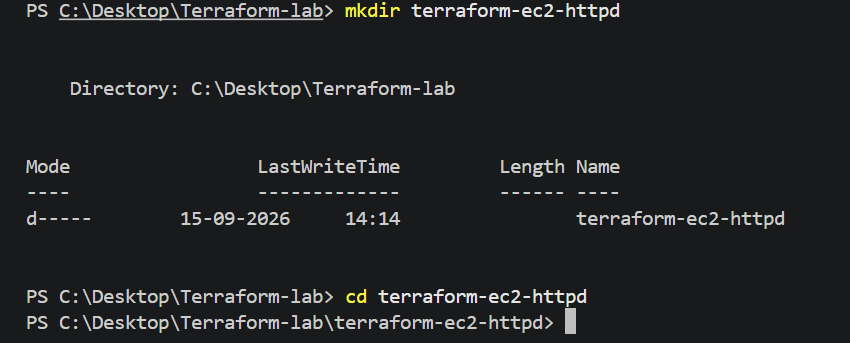 PS C:\Desktop\Terraform-lab> mkdir terraform-ec2-httpd
Directory: C:\Desktop\Terraform-lab
Mode LastWriteTime Length Name
---- ------------- ------ ----
d----- 15-09-2026 14:14 terraform-ec2-httpd
PS C:\Desktop\Terraform-lab> cd terraform-ec2-httpd
PS C:\Desktop\Terraform-lab\terraform-ec2-httpd>